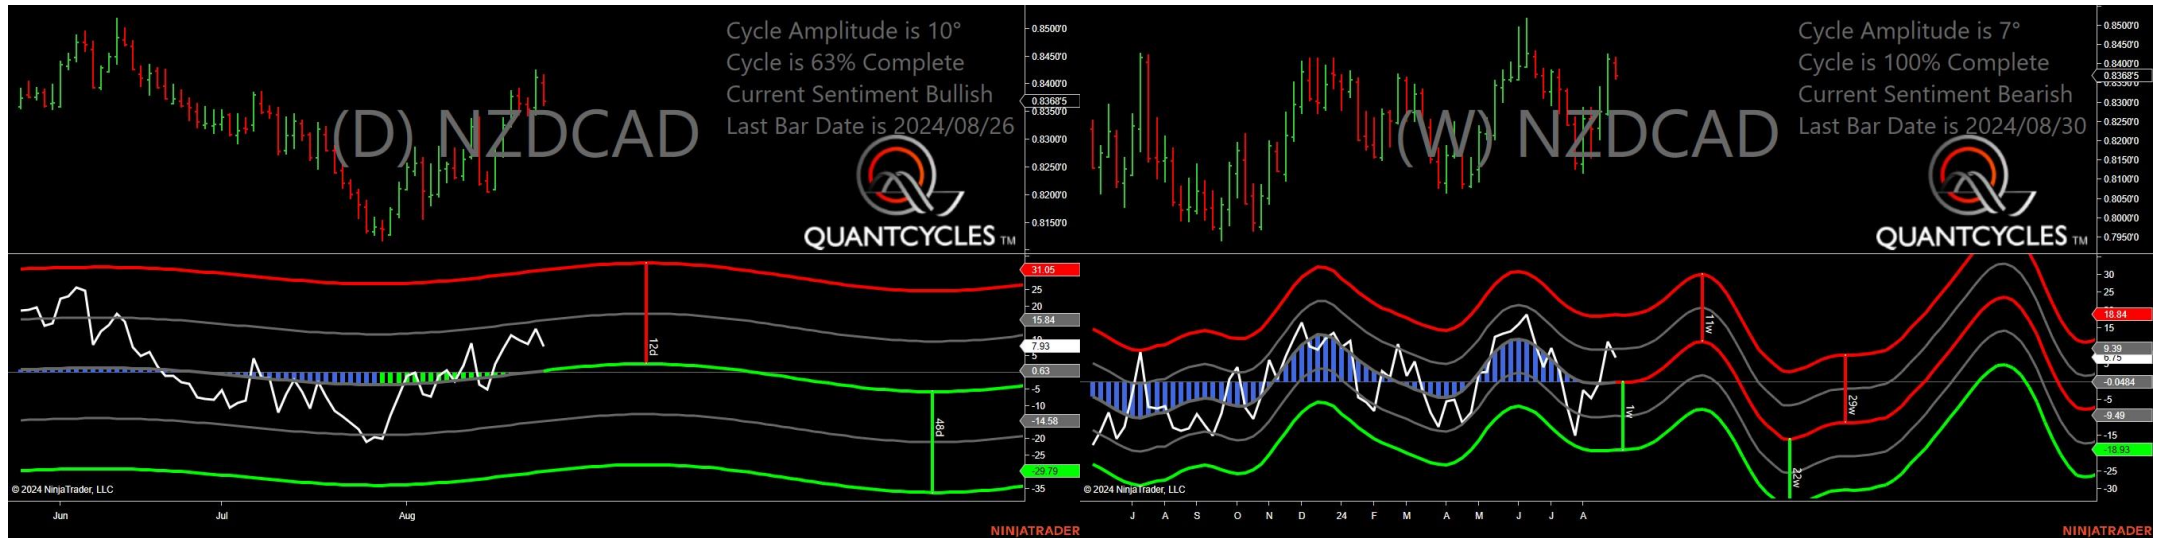 Cycle Amplitude is 10°
Cycle is 63% Complete
Current Sentiment Bullish
Last Bar Date is 2024/08/26
(D) NZDCAD
QUANTCYCLES TM
0.8500'0
0.8450'0
0.8400'0
0.8368'5
0.8350'0
0.8300'0
0.8250'0
0.8200'0
0.8150'0
31.05
25
20
15.84
10
7.93
5
0.63
-5
-10
-14.58
-20
-25
-29.79
-35
12d
48d
© 2024 NinjaTrader, LLC
Jun Jul Aug
NINJATRADER
Cycle Amplitude is 7°
Cycle is 100% Complete
Current Sentiment Bearish
Last Bar Date is 2024/08/30
(W) NZDCAD
QUANTCYCLES TM
0.8500'0
0.8450'0
0.8400'0
0.8368'5
0.8300'0
0.8250'0
0.8200'0
0.8150'0
0.8100'0
0.8050'0
0.8000'0
0.7950'0
30
25
18.84
15
9.39
6.75
-0.0484
-5
-9.49
-15
-18.93
-25
-30
11w
1w
29w
22w
© 2024 NinjaTrader, LLC
J A S O N D 24 F M A M J J A
NINJATRADER